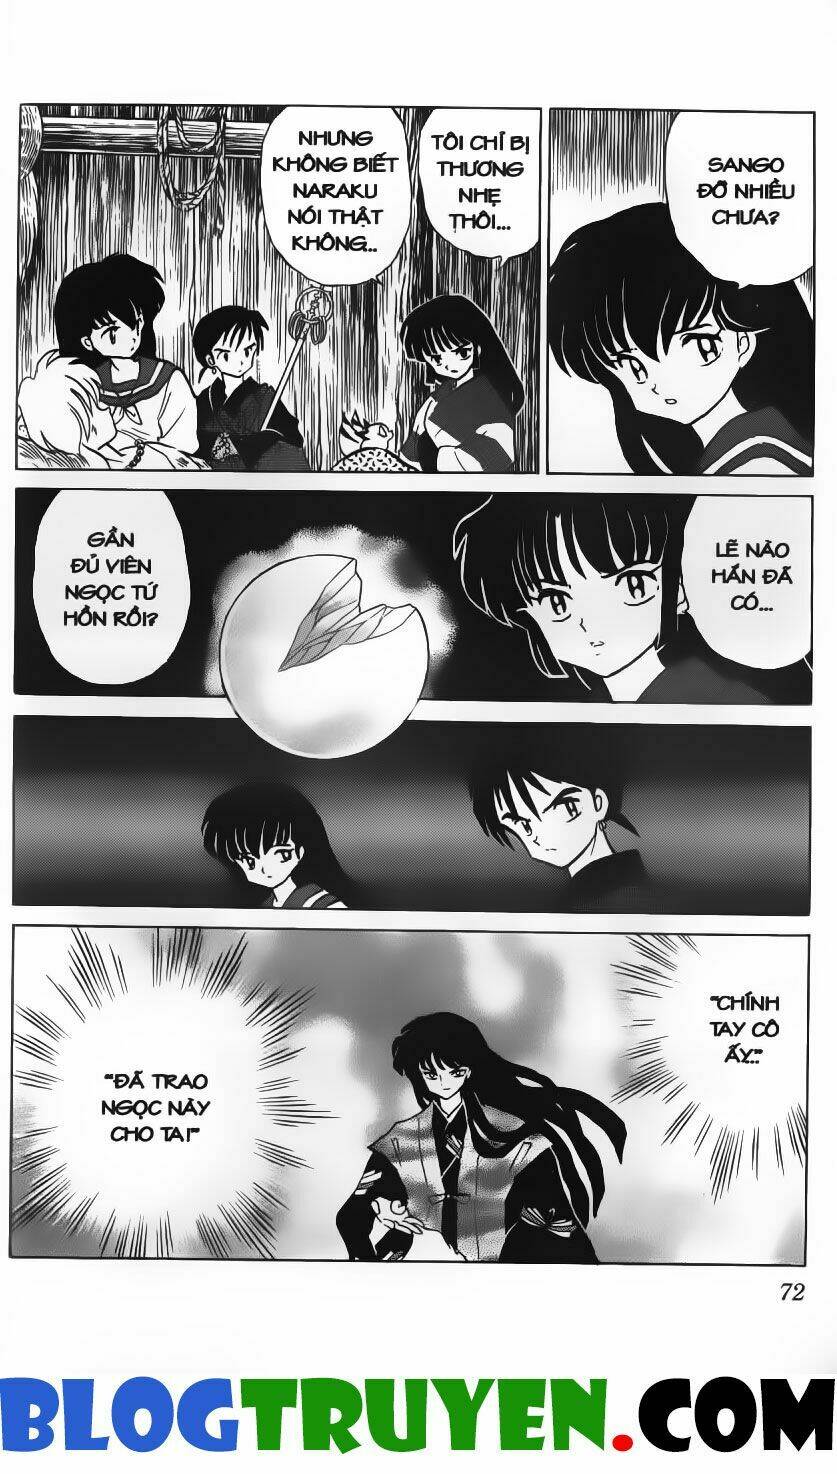 SANGO
ĐỠ NHIỀU
CHƯA?
TÔI CHỈ BỊ
THƯƠNG
NHẸ
THÔI...
NHƯNG
KHÔNG BIẾT
NARAKU
NÓI THẬT
KHÔNG...
LẼ NÀO
HẮN ĐÃ
CÓ...
GẦN
ĐỦ VIÊN
NGỌC TỨ
HỒN RỒI?
"CHÍNH
TAY CÔ
ẤY..."
"ĐÃ TRAO
NGỌC NÀY
CHO TA!"
72
BLOGTRUYEN.COM